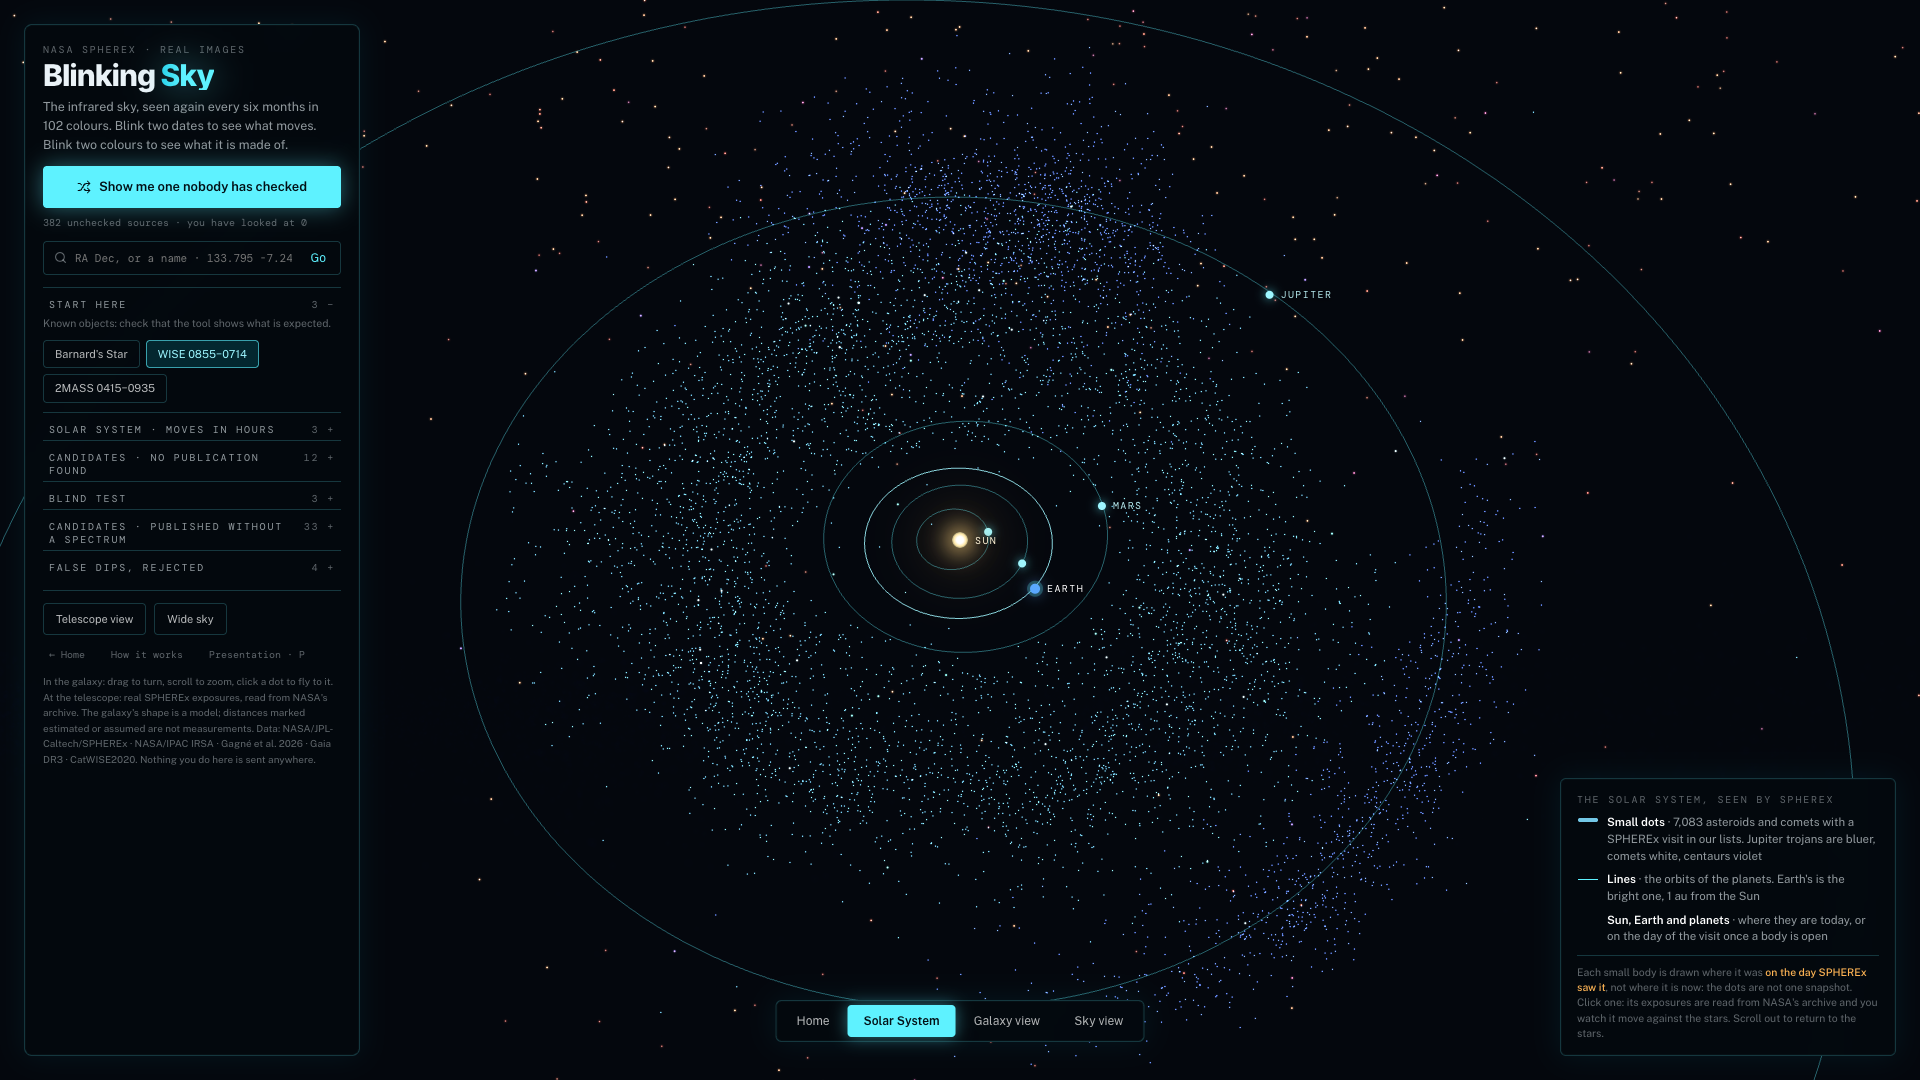 NASA SPHEREX · REAL IMAGES
Blinking Sky
The infrared sky, seen again every six months in
102 colours. Blink two dates to see what moves.
Blink two colours to see what it is made of.
Show me one nobody has checked
382 unchecked sources · you have looked at 0
RA Dec, or a name · 133.795 -7.24
Go
START HERE 3 −
Known objects: check that the tool shows what is expected.
Barnard's Star
WISE 0855−0714
2MASS 0415−0935
SOLAR SYSTEM · MOVES IN HOURS 3 +
CANDIDATES · NO PUBLICATION 12 +
FOUND
BLIND TEST 3 +
CANDIDATES · PUBLISHED WITHOUT 33 +
A SPECTRUM
FALSE DIPS, REJECTED 4 +
Telescope view
Wide sky
← Home
How it works
Presentation · P
In the galaxy: drag to turn, scroll to zoom, click a dot to fly to it.
At the telescope: real SPHEREx exposures, read from NASA's
archive. The galaxy's shape is a model; distances marked
estimated or assumed are not measurements. Data: NASA/JPL-
Caltech/SPHEREx · NASA/IPAC IRSA · Gagné et al. 2026 · Gaia
DR3 · CatWISE2020. Nothing you do here is sent anywhere.
JUPITER
MARS
SUN
EARTH
Home
Solar System
Galaxy view
Sky view
THE SOLAR SYSTEM, SEEN BY SPHEREX
Small dots · 7,083 asteroids and comets with a
SPHEREx visit in our lists. Jupiter trojans are bluer,
comets white, centaurs violet
Lines · the orbits of the planets. Earth's is the
bright one, 1 au from the Sun
Sun, Earth and planets · where they are today, or
on the day of the visit once a body is open
Each small body is drawn where it was on the day SPHEREx
saw it, not where it is now: the dots are not one snapshot.
Click one: its exposures are read from NASA's archive and you
watch it move against the stars. Scroll out to return to the
stars.